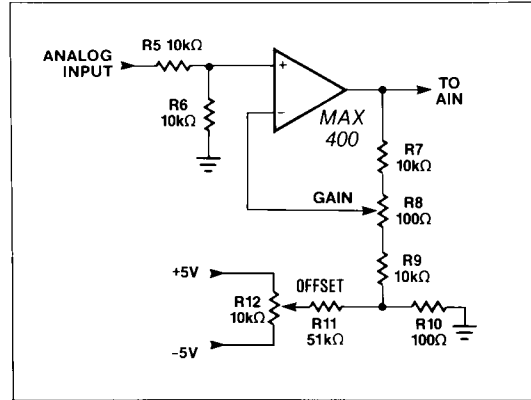 ANALOG
INPUT
R5 10kΩ
R6
10kΩ
+
−
MAX
400
TO
AIN
R7
10kΩ
GAIN
R8
100Ω
R9
10kΩ
+5V
−5V
R12
10kΩ
OFFSET
R11
51kΩ
R10
100Ω